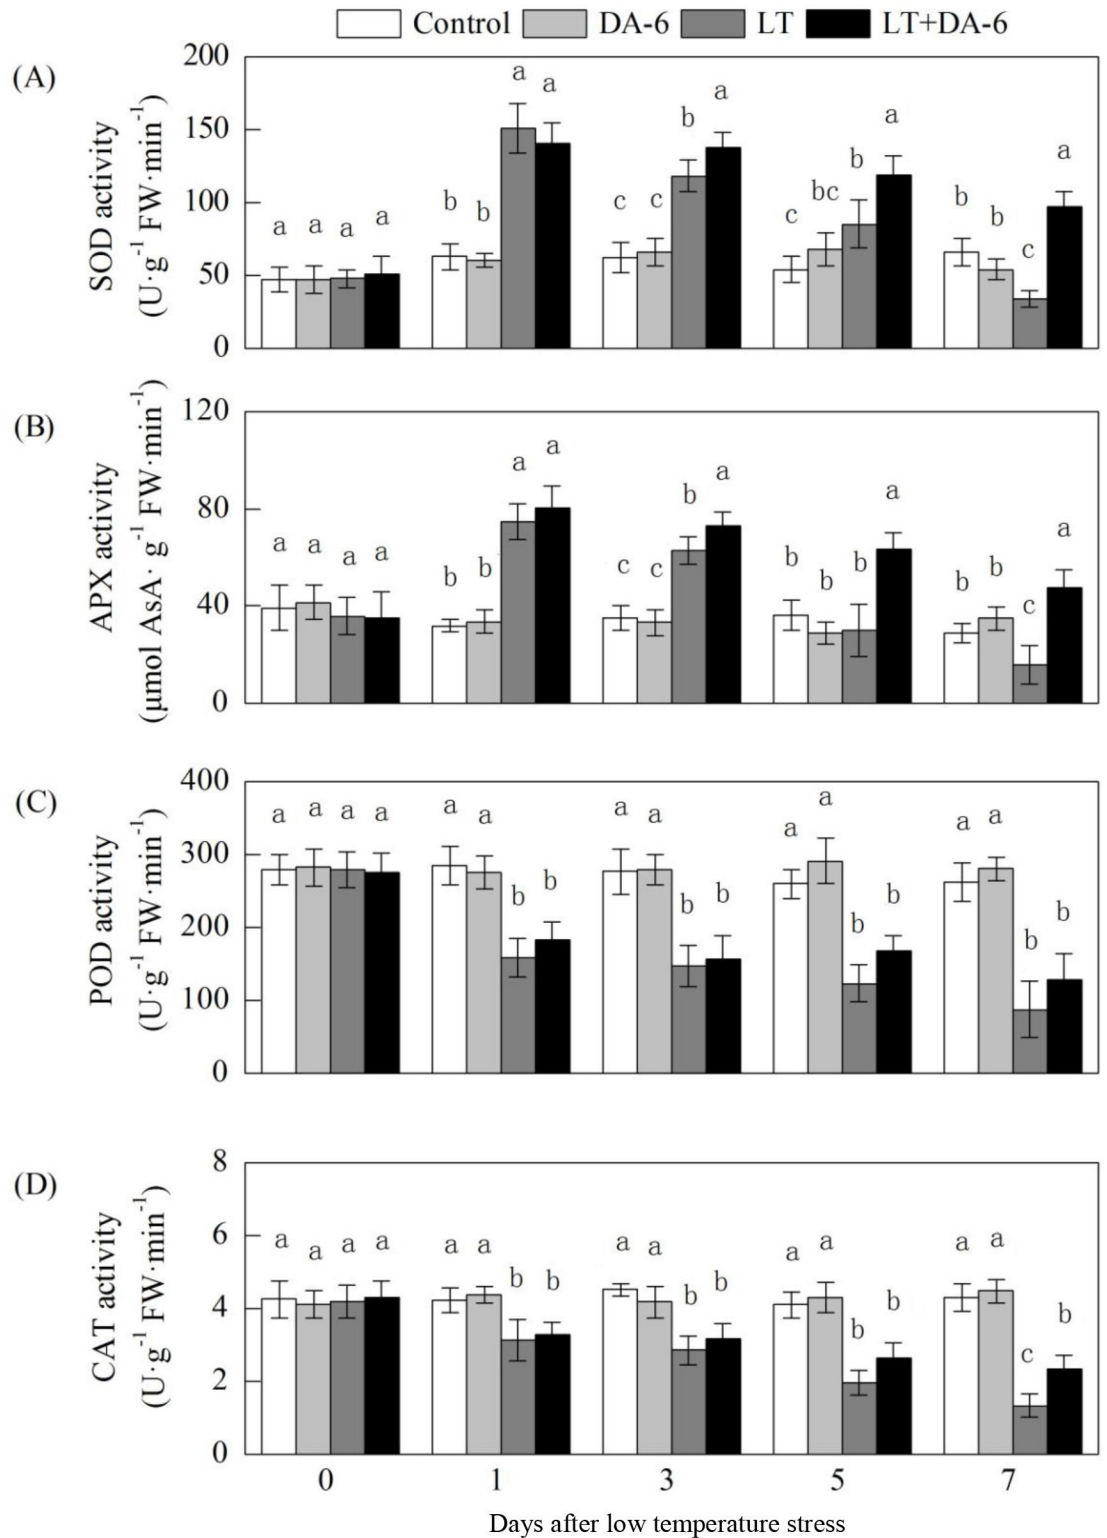 Control DA-6 LT LT+DA-6
(A)
SOD activity
(U·g⁻¹ FW·min⁻¹)
200
150
100
50
0
a a a a
b b a a
c c b a
c bc b a
b b c a
(B)
APX activity
(μmol AsA· g⁻¹ FW·min⁻¹)
120
80
40
0
a a a a
b b a a
c c b a
b b b a
b b c a
(C)
POD activity
(U·g⁻¹ FW·min⁻¹)
400
300
200
100
0
a a a a
a a b b
a a b b
a a b b
a a b b
(D)
CAT activity
(U·g⁻¹ FW·min⁻¹)
8
6
4
2
0
a a a a
a a b b
a a b b
a a b b
a a c b
0 1 3 5 7
Days after low temperature stress